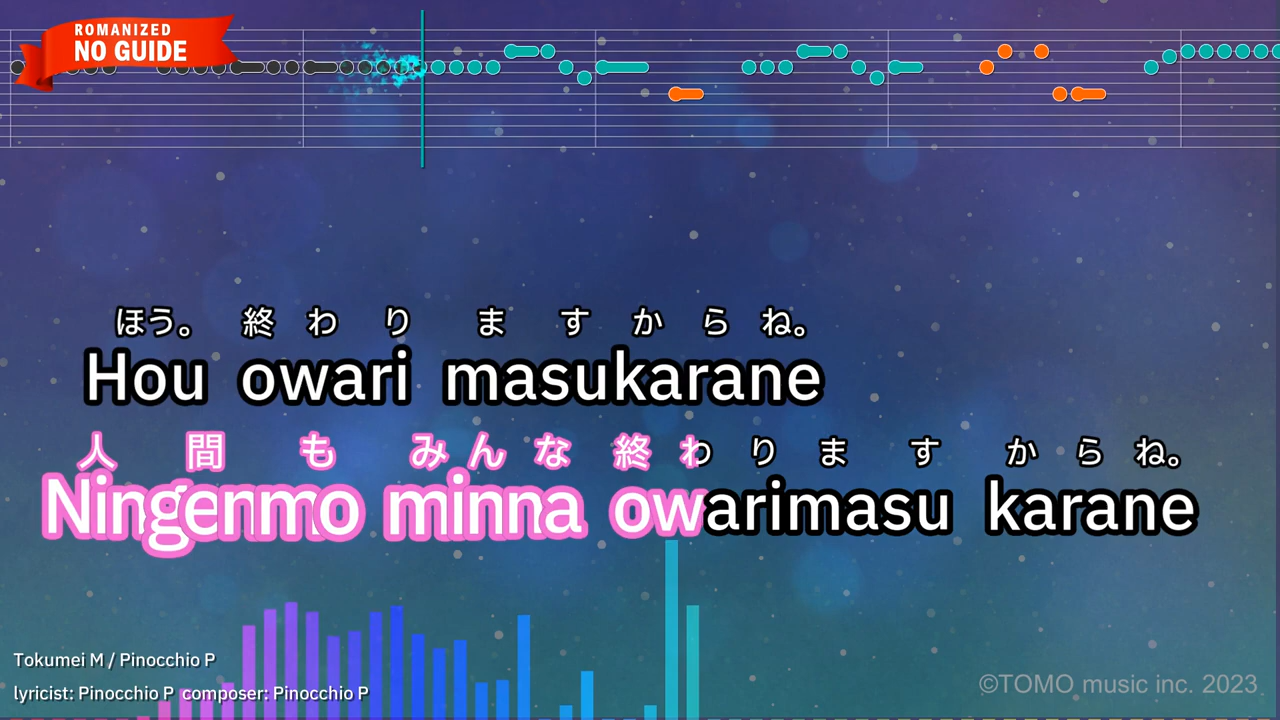 ROMANIZED
NO GUIDE
ほう。 終わりますからね。
Hou owari masukarane
人間もみんな終わりますからね。
Ningenmo minna owarimasu karane
Tokumei M / Pinocchio P
lyricist: Pinocchio P composer: Pinocchio P
©TOMO music inc. 2023